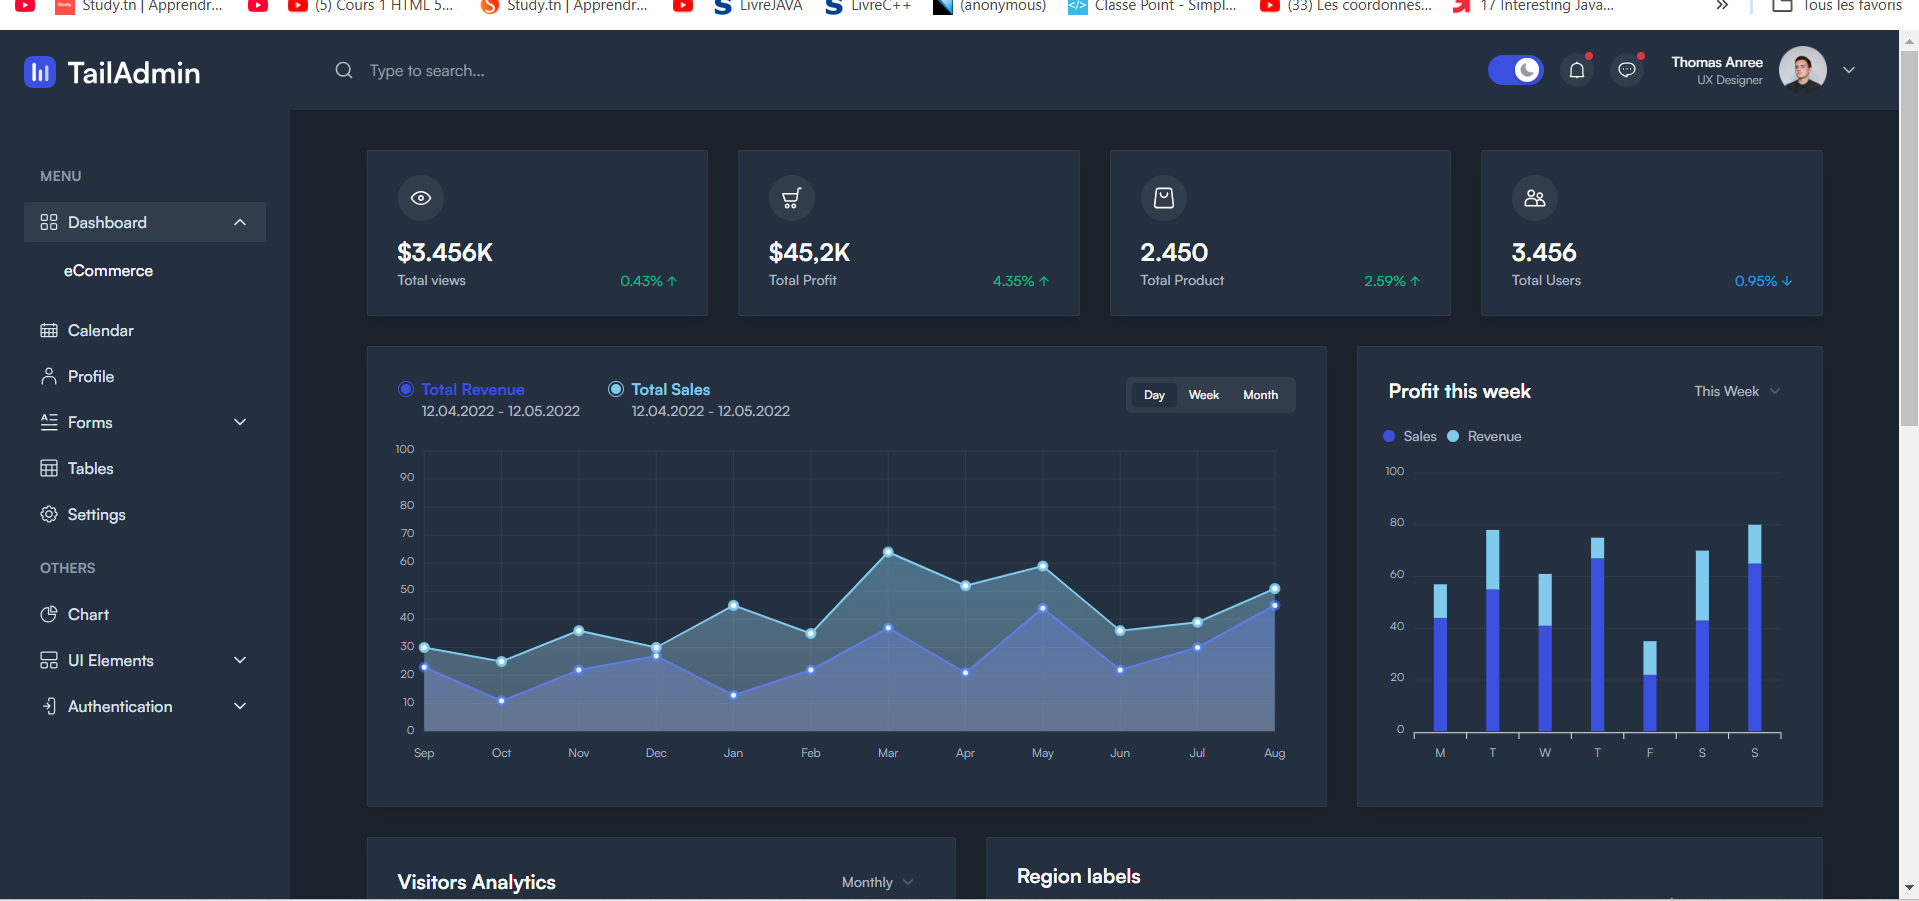 Study.tn | Apprendr...
(5) Cours 1 HTML 5...
Study.tn | Apprendr...
LivreJAVA
LivreC++
(anonymous)
Classe Point - Simpl...
(33) Les coordonnes...
17 Interesting Java...
Tous les favoris
TailAdmin
Type to search...
Thomas Anree
UX Designer
MENU
Dashboard
eCommerce
Calendar
Profile
Forms
Tables
Settings
OTHERS
Chart
UI Elements
Authentication
$3.456K
Total views
0.43%
$45,2K
Total Profit
4.35%
2.450
Total Product
2.59%
3.456
Total Users
0.95%
Total Revenue
12.04.2022 - 12.05.2022
Total Sales
12.04.2022 - 12.05.2022
Day Week Month
100
90
80
70
60
50
40
30
20
10
0
Sep Oct Nov Dec Jan Feb Mar Apr May Jun Jul Aug
Profit this week
This Week
Sales Revenue
100
80
60
40
20
0
M T W T F S S
Visitors Analytics
Monthly
Region labels